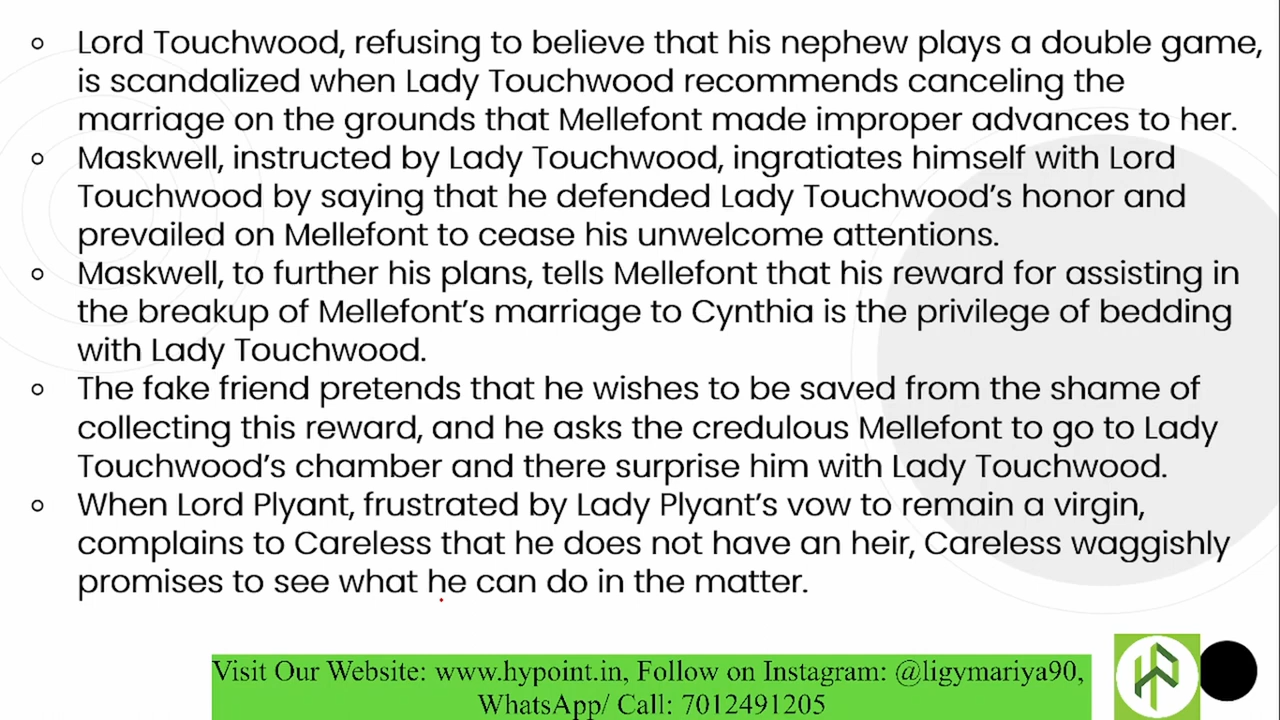 Lord Touchwood, refusing to believe that his nephew plays a double game,
is scandalized when Lady Touchwood recommends canceling the
marriage on the grounds that Mellefont made improper advances to her.
Maskwell, instructed by Lady Touchwood, ingratiates himself with Lord
Touchwood by saying that he defended Lady Touchwood’s honor and
prevailed on Mellefont to cease his unwelcome attentions.
Maskwell, to further his plans, tells Mellefont that his reward for assisting in
the breakup of Mellefont’s marriage to Cynthia is the privilege of bedding
with Lady Touchwood.
The fake friend pretends that he wishes to be saved from the shame of
collecting this reward, and he asks the credulous Mellefont to go to Lady
Touchwood’s chamber and there surprise him with Lady Touchwood.
When Lord Plyant, frustrated by Lady Plyant’s vow to remain a virgin,
complains to Careless that he does not have an heir, Careless waggishly
promises to see what he can do in the matter.
Visit Our Website: www.hypoint.in, Follow on Instagram: @ligymariya90,
WhatsApp/ Call: 7012491205